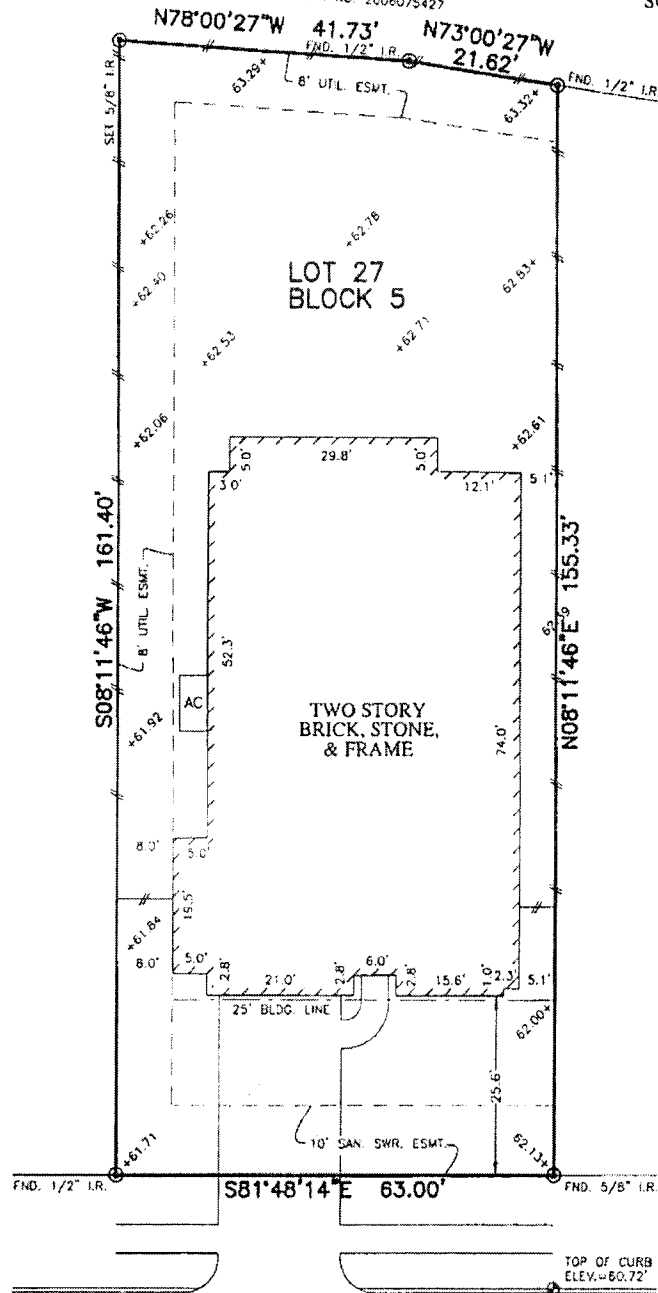 NO. 2006075427
N78°00'27"W 41.73'
N73°00'27"W
21.62'
FND. 1/2" I.R.
FND. 1/2" I.R.
SET 5/8" I.R.
63.29+
8' UTIL. ESMT.
63.32+
+62.26
+62.78
LOT 27
BLOCK 5
62.83+
+62.40
+62.53
+62.71
+62.06
+62.61
29.8'
5.0'
5.0'
3.0'
12.1'
5.1'
S08°11'46"W 161.40'
8' UTIL. ESMT.
N08°11'46"E 155.33'
52.3'
AC
+61.92
TWO STORY
BRICK, STONE,
& FRAME
74.0'
8.0'
5.0'
19.5'
+61.84
8.0'
5.0'
2.8'
21.0'
2.8'
6.0'
2.8'
15.6'
1.0'
2.3'
5.1'
25' BLDG. LINE
62.00+
25.6'
10' SAN. SWR. ESMT.
+61.71
62.13+
FND. 1/2" I.R.
S81°48'14"E 63.00'
FND. 5/8" I.R.
TOP OF CURB
ELEV.=60.72'